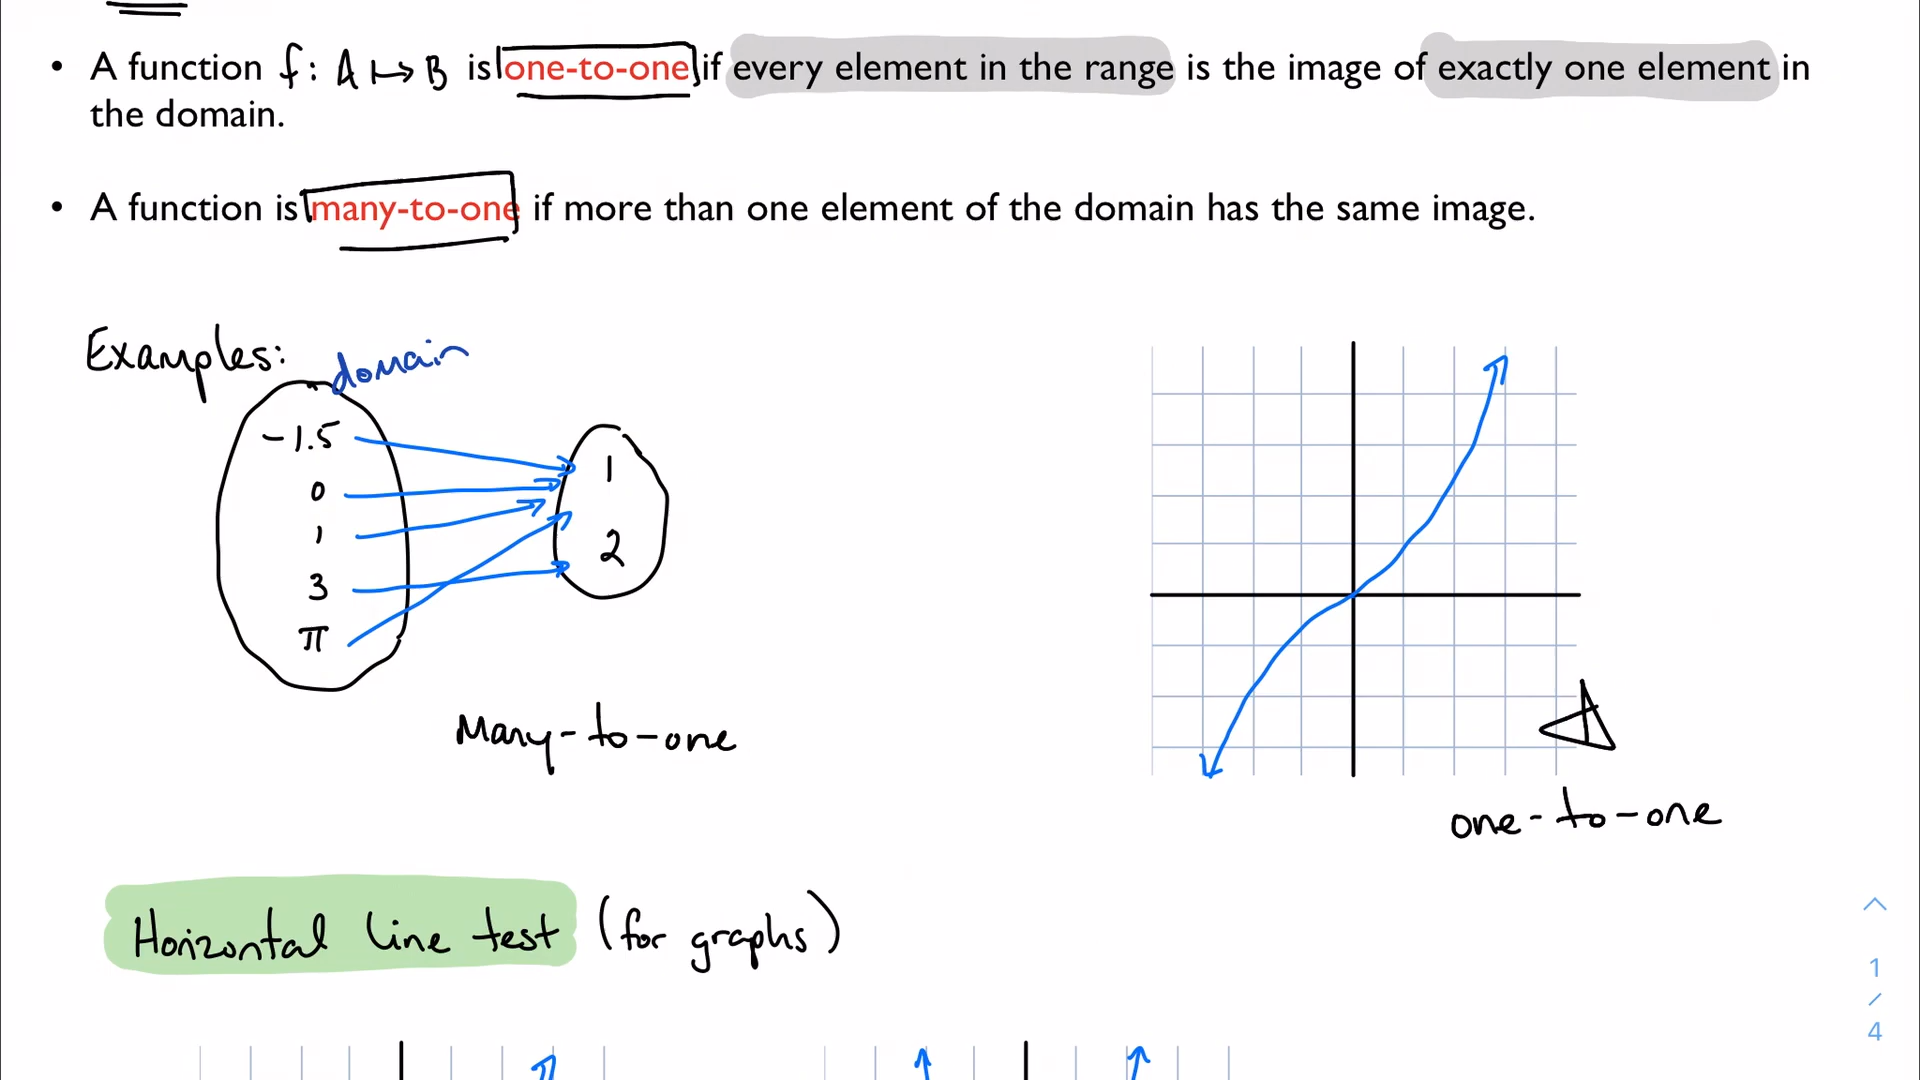 • A function f: A ↦ B is one-to-one if every element in the range is the image of exactly one element in
the domain.
• A function is many-to-one if more than one element of the domain has the same image.
Examples:
domain
-1.5
0
1
3
π
1
2
Many-to-one
one-to-one
Horizontal line test (for graphs)
1
/
4